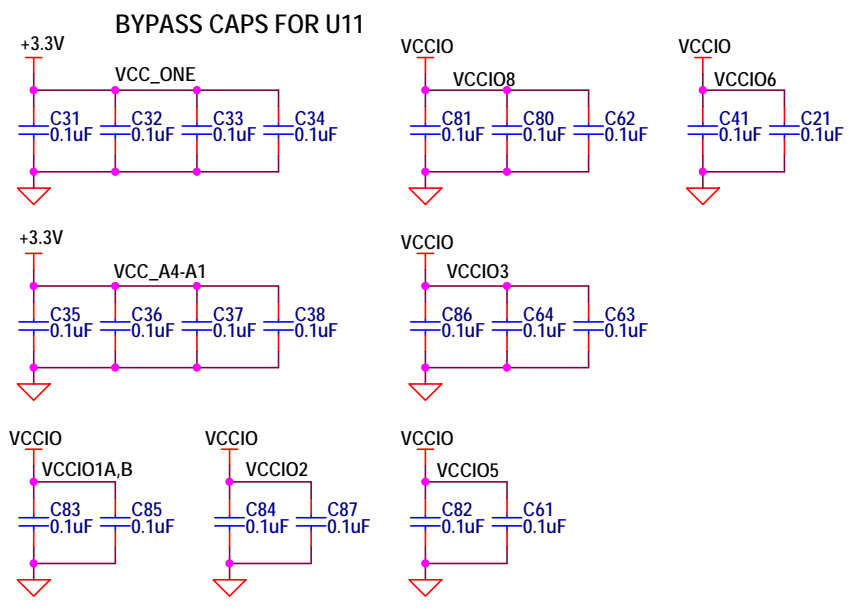 BYPASS CAPS FOR U11
+3.3V
VCC_ONE
C31
0.1uF
C32
0.1uF
C33
0.1uF
C34
0.1uF
VCCIO
VCCIO8
C81
0.1uF
C80
0.1uF
C62
0.1uF
VCCIO
VCCIO6
C41
0.1uF
C21
0.1uF
+3.3V
VCC_A4-A1
C35
0.1uF
C36
0.1uF
C37
0.1uF
C38
0.1uF
VCCIO
VCCIO3
C86
0.1uF
C64
0.1uF
C63
0.1uF
VCCIO
VCCIO1A,B
C83
0.1uF
C85
0.1uF
VCCIO
VCCIO2
C84
0.1uF
C87
0.1uF
VCCIO
VCCIO5
C82
0.1uF
C61
0.1uF